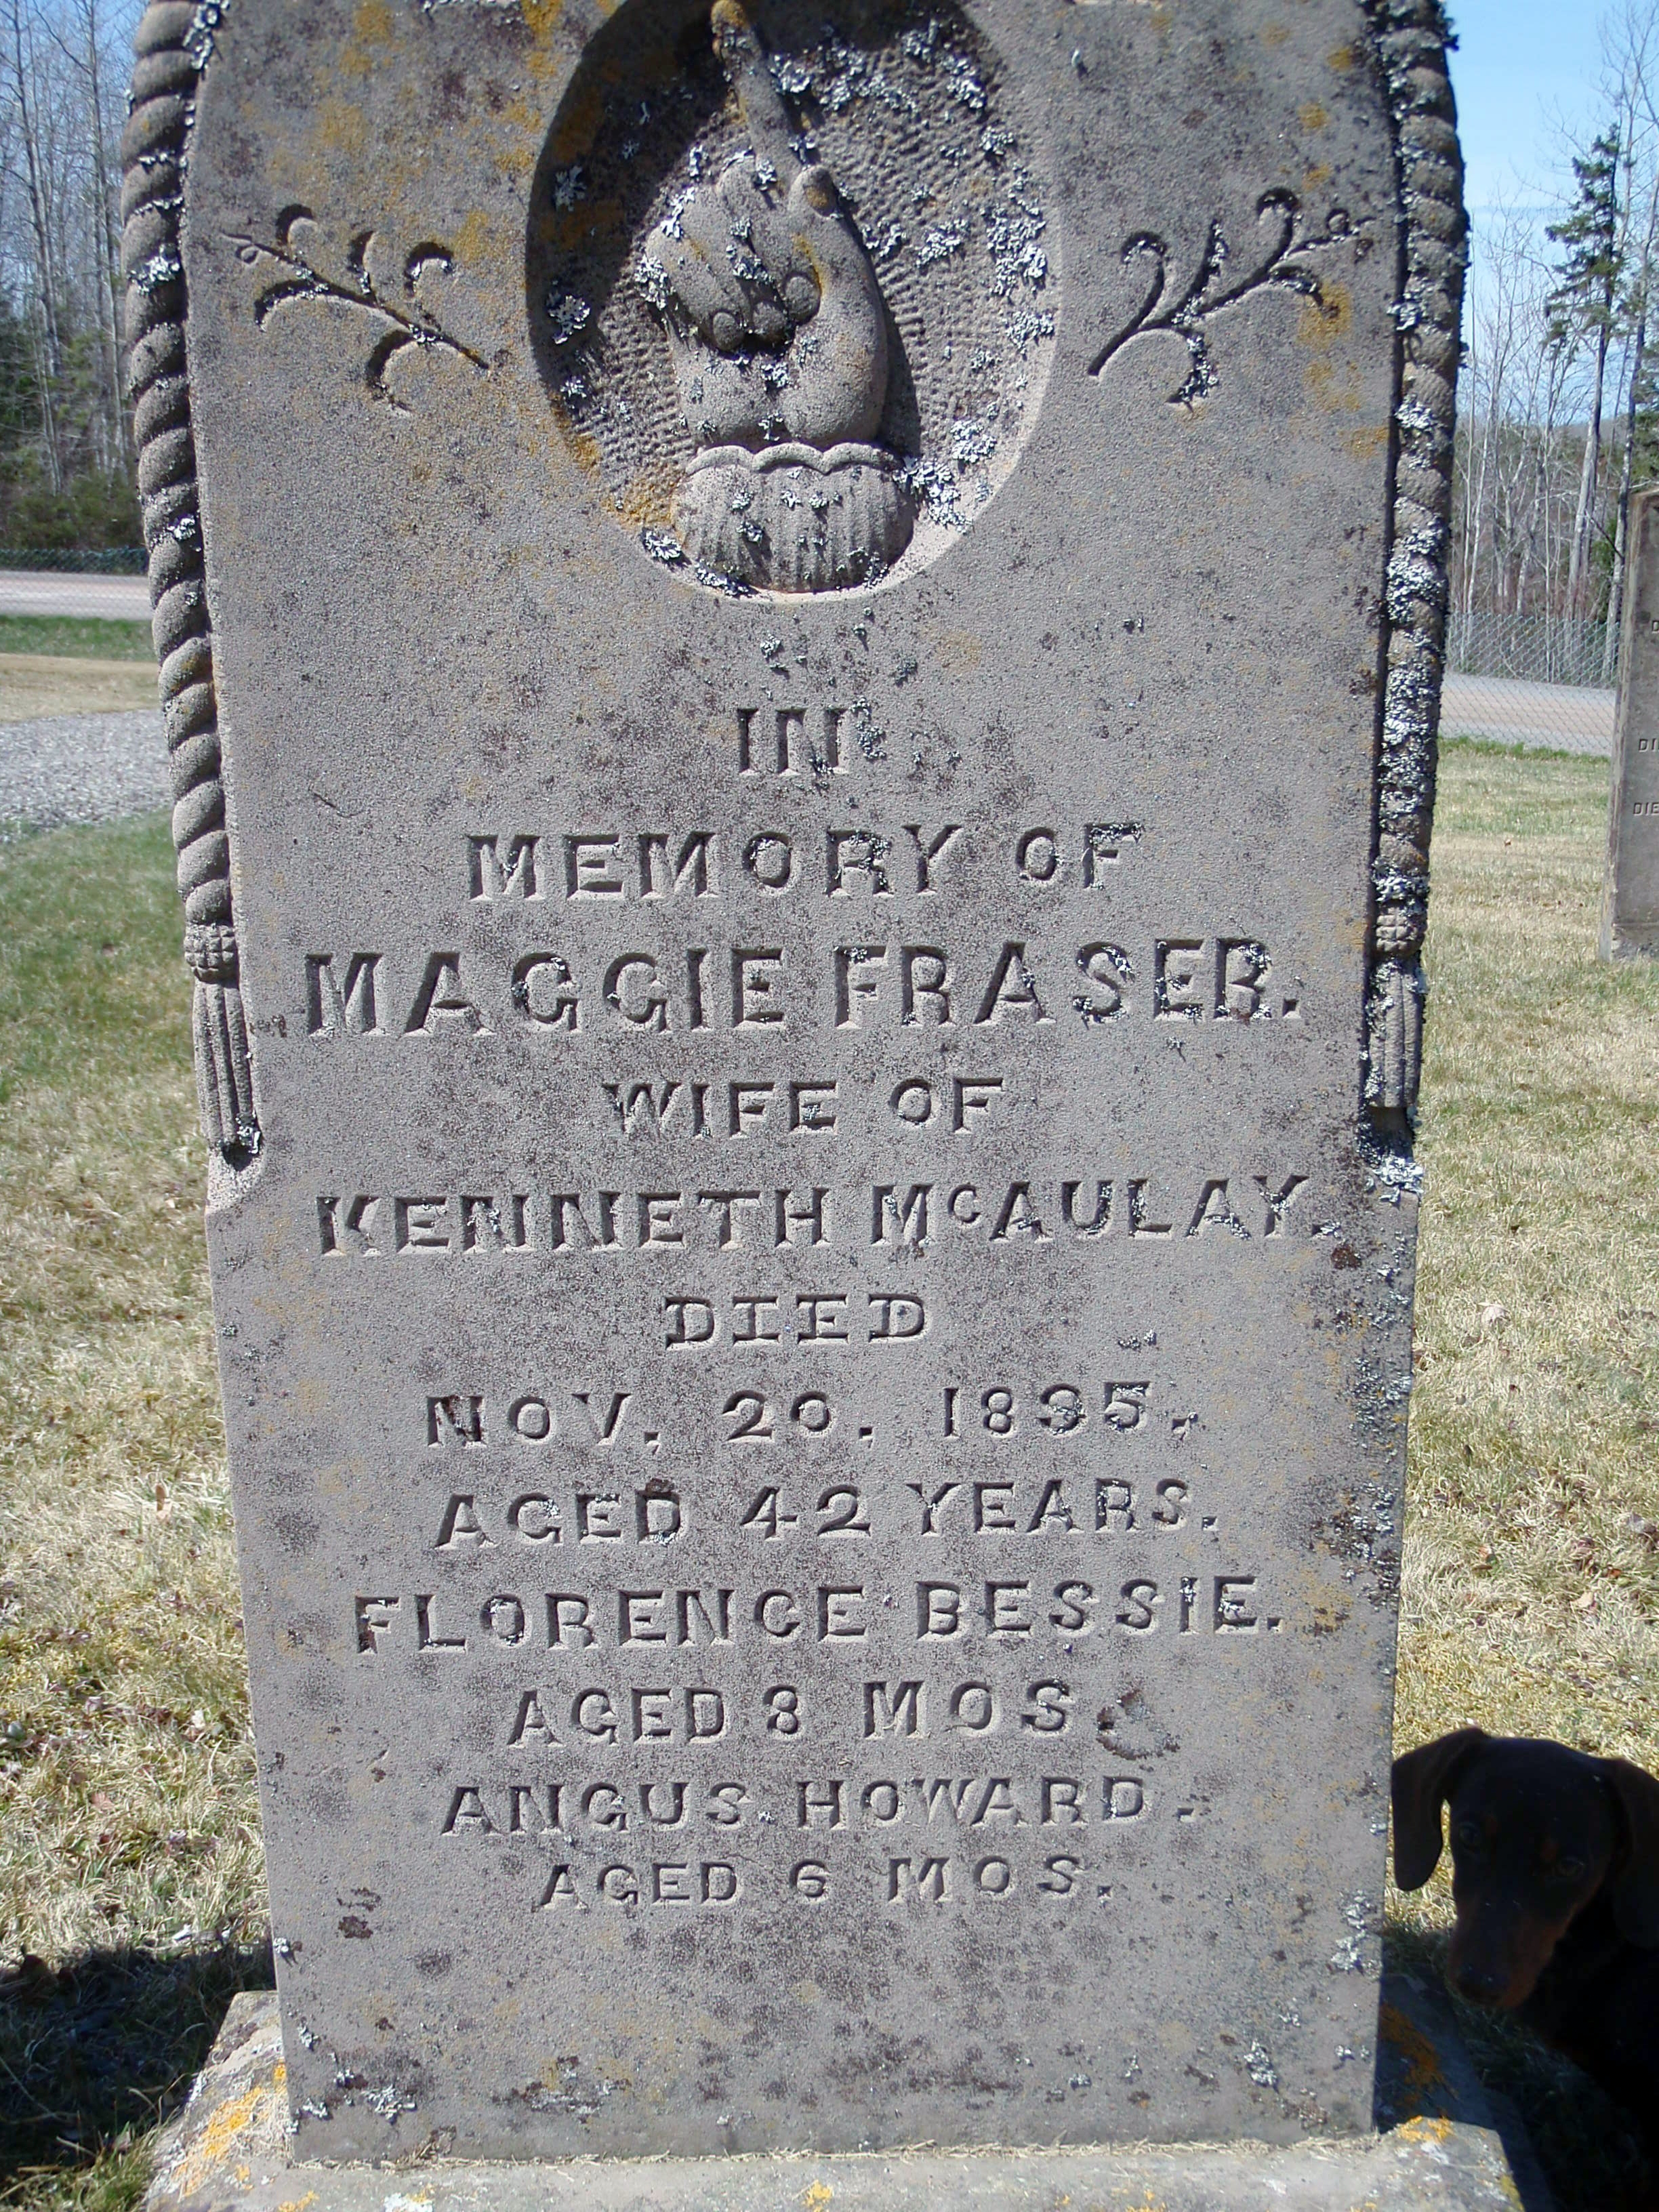 IN
MEMORY OF
MAGGIE FRASER.
WIFE OF
KENNETH McAULAY.
DIED
NOV. 20. 1895,
AGED 42 YEARS.
FLORENCE BESSIE.
AGED 8 MOS.
ANGUS HOWARD.
AGED 6 MOS.